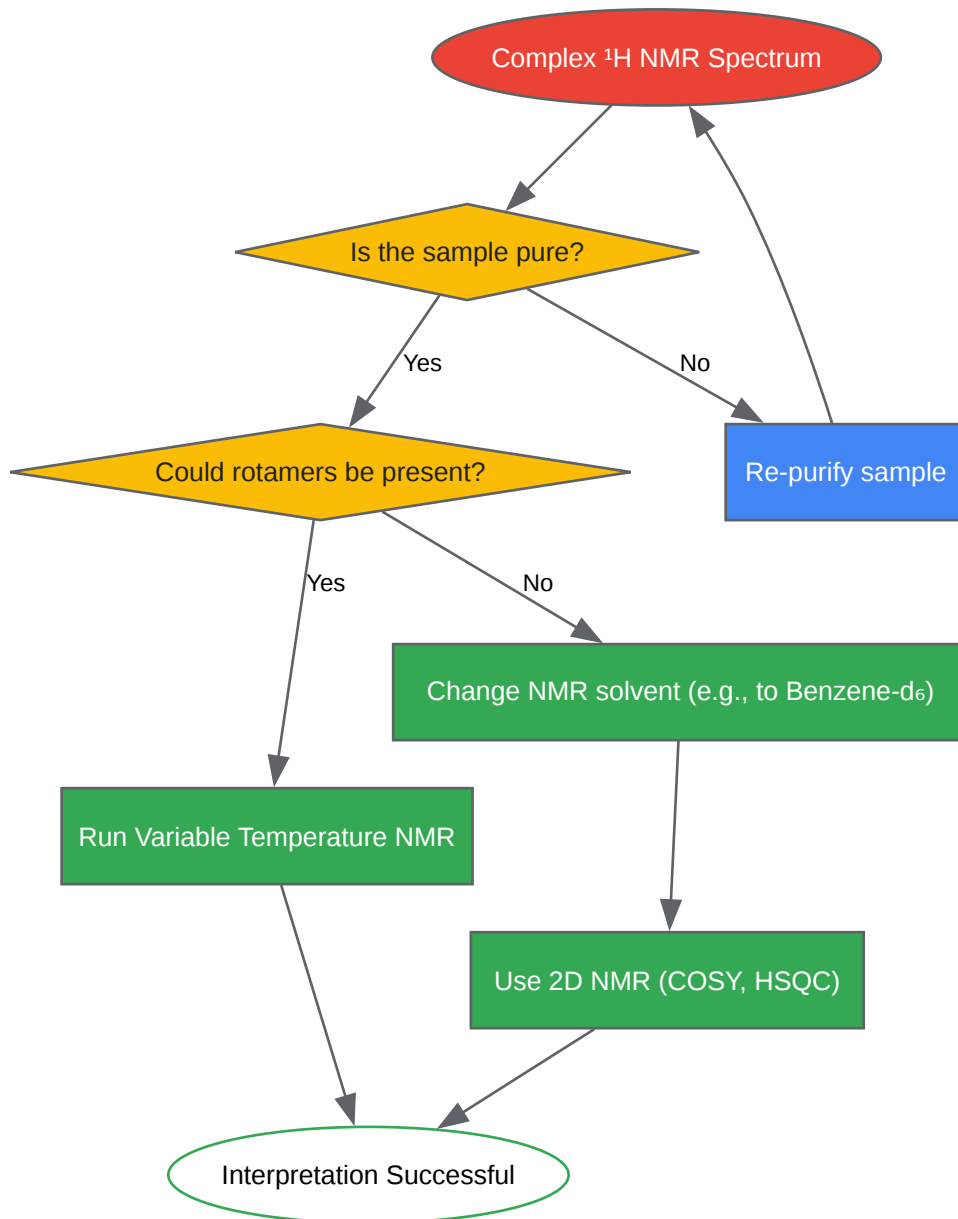 Complex ¹H NMR Spectrum
Is the sample pure?
Yes
No
Could rotamers be present?
Re-purify sample
Yes
No
Change NMR solvent (e.g., to Benzene-d₆)
Run Variable Temperature NMR
Use 2D NMR (COSY, HSQC)
Interpretation Successful